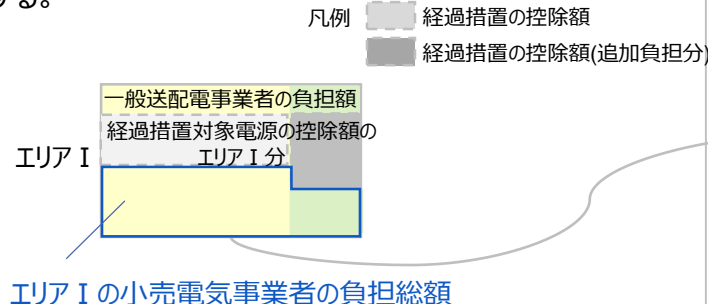 する。
凡例
経過措置の控除額
経過措置の控除額(追加負担分)
一般送配電事業者の負担額
経過措置対象電源の控除額の
エリアⅠ分
エリアⅠ
エリアⅠの小売電気事業者の負担総額